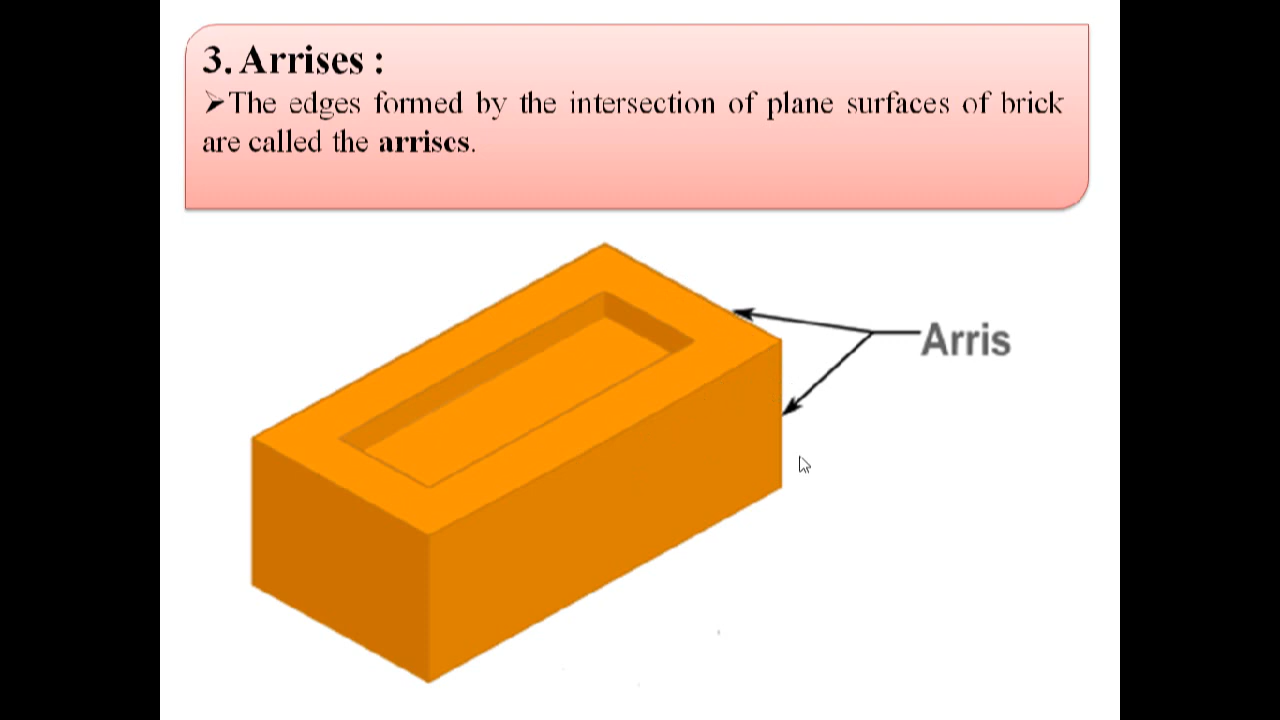 3. Arrises :
➢The edges formed by the intersection of plane surfaces of brick
are called the arrises.
Arris